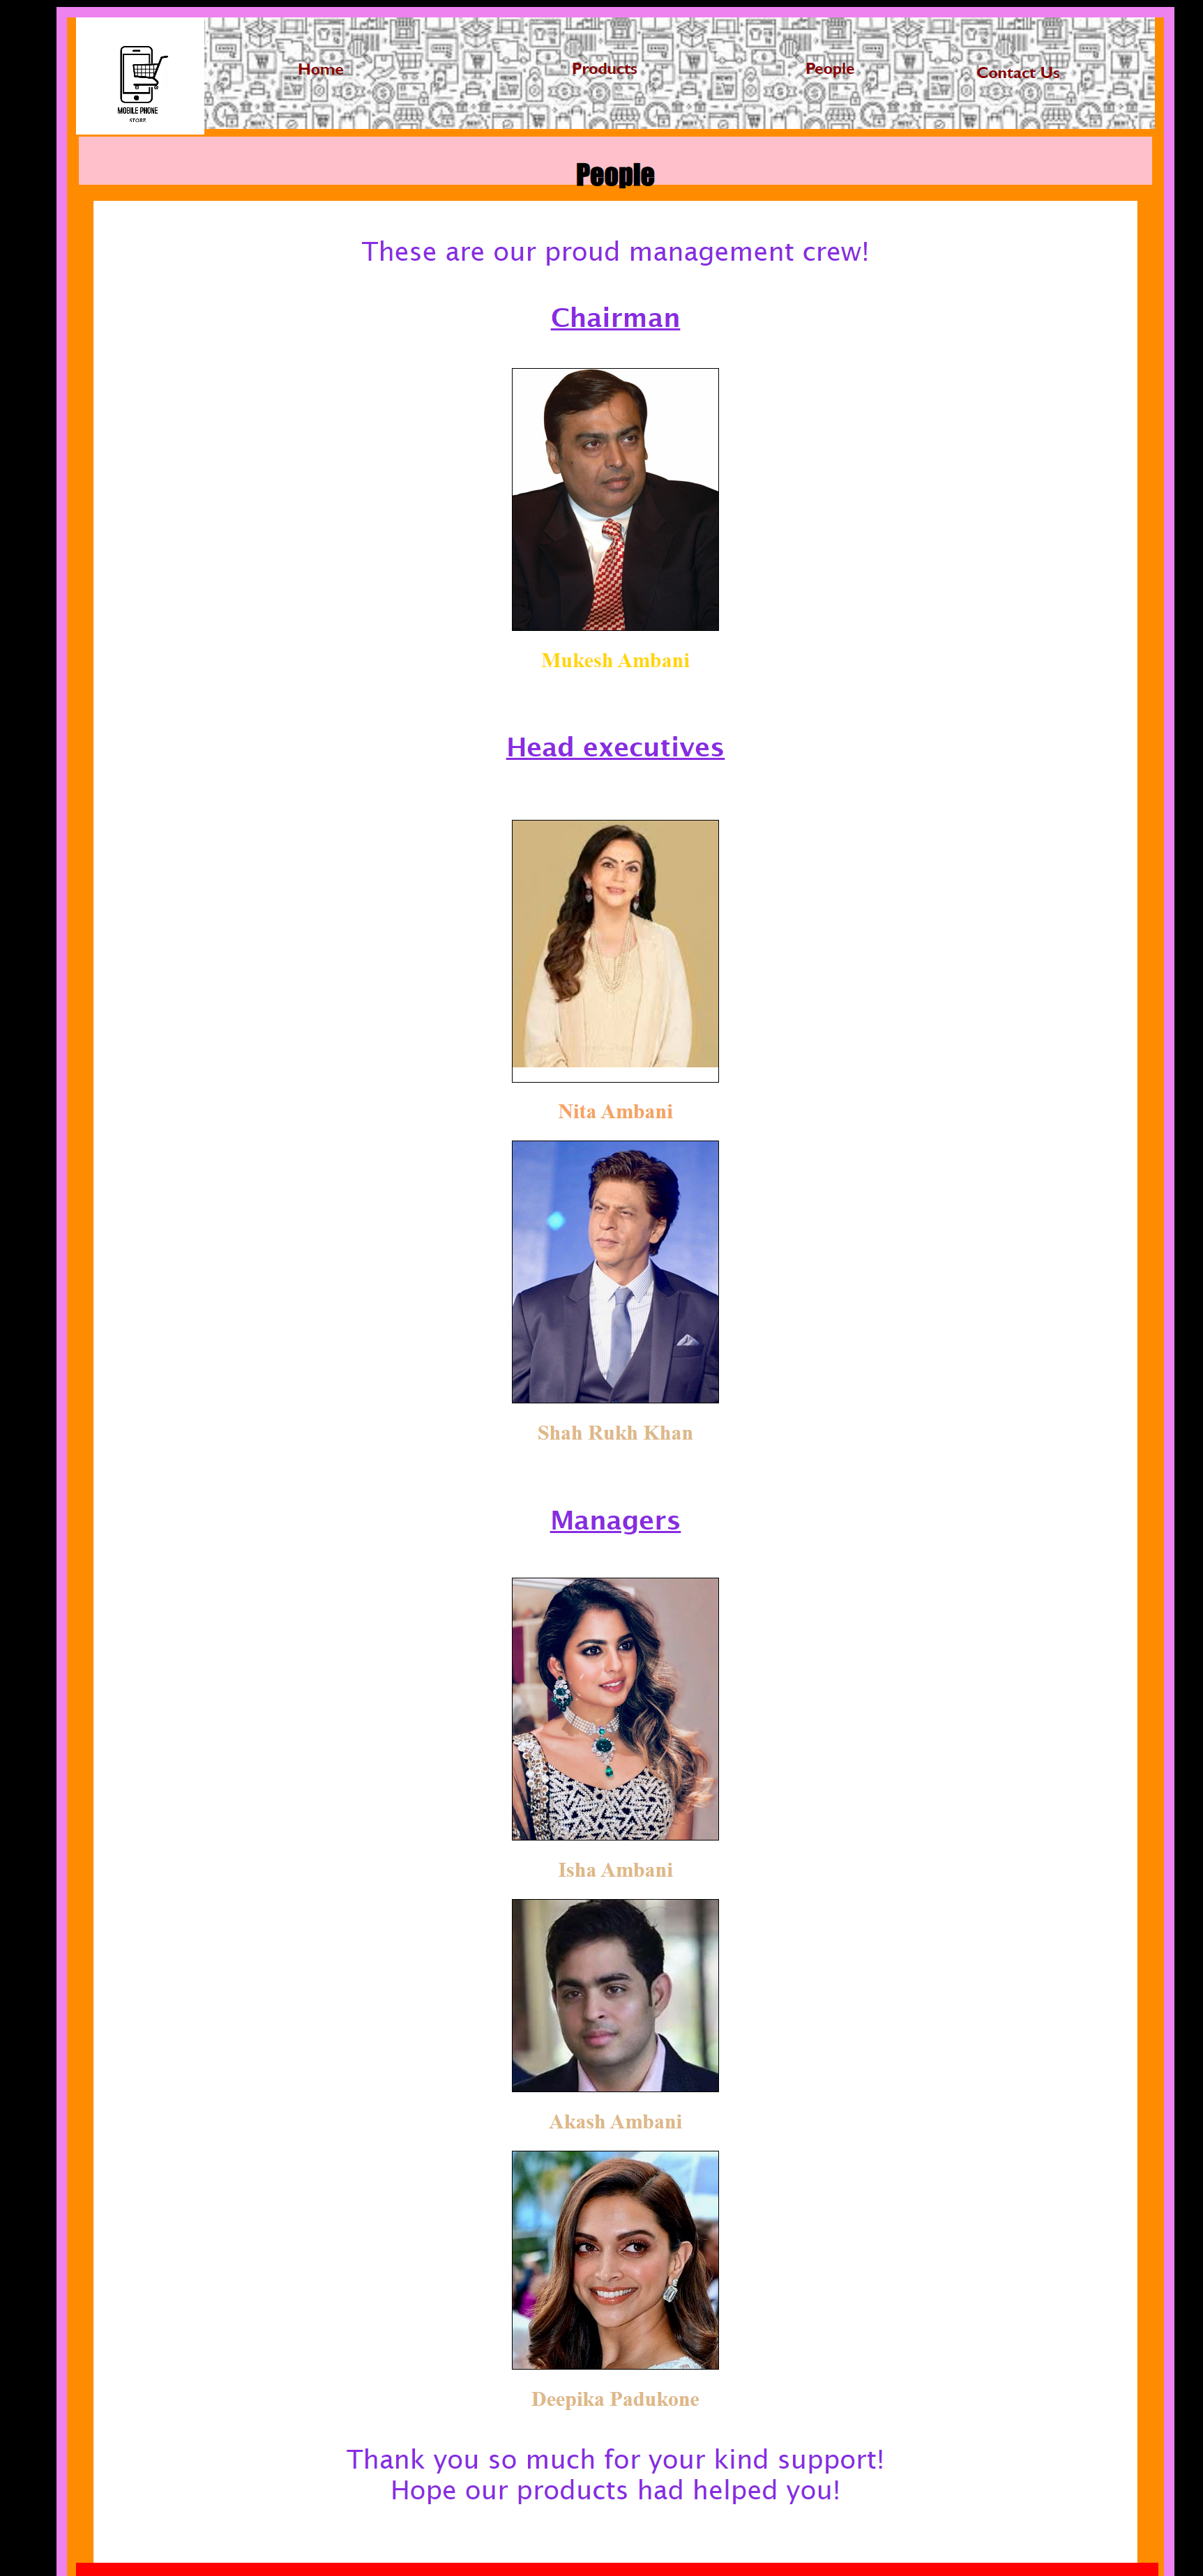 MOBILE PHONE
STORE
Home
Products
People
Contact Us
People
These are our proud management crew!
Chairman
Mukesh Ambani
Head executives
Nita Ambani
Shah Rukh Khan
Managers
Isha Ambani
Akash Ambani
Deepika Padukone
Thank you so much for your kind support!
Hope our products had helped you!